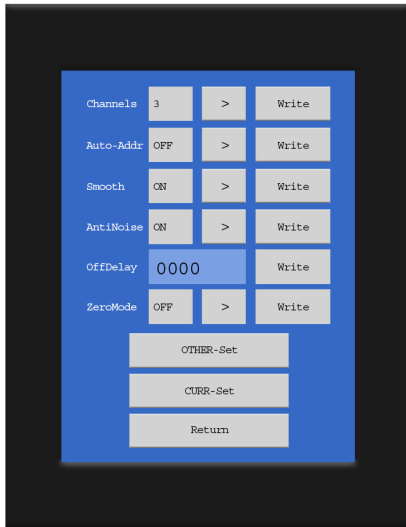 Channels 3 > Write
Auto-Addr OFF > Write
Smooth ON > Write
AntiNoise ON > Write
OffDelay 0000 Write
ZeroMode OFF > Write
OTHER-Set
CURR-Set
Return